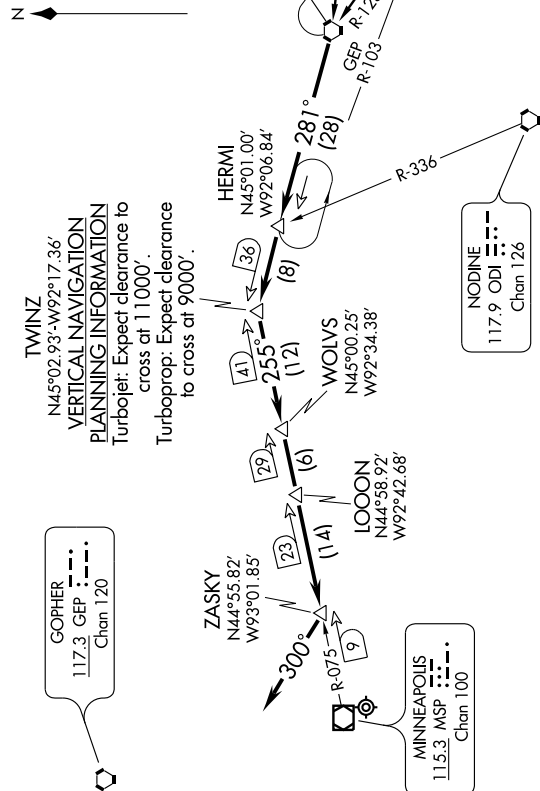 N
TWINZ
N45°02.93'-W92°17.36'
VERTICAL NAVIGATION
PLANNING INFORMATION
Turbojet: Expect clearance to
cross at 11000'.
Turboprop: Expect clearance
to cross at 9000'.
R-128
GEP
R-103
281°
(28)
HERMI
N45°01.00'
W92°06.84'
R-336
36
(8)
41
255°
(12)
WOLVS
N45°00.25'
W92°34.38'
29
(6)
LOOON
N44°58.92'
W92°42.68'
23
(14)
ZASKY
N44°55.82'
W93°01.85'
300°
R-075
9
NODINE
117.9 ODI
Chan 126
GOPHER
117.3 GEP
Chan 120
MINNEAPOLIS
115.3 MSP
Chan 100